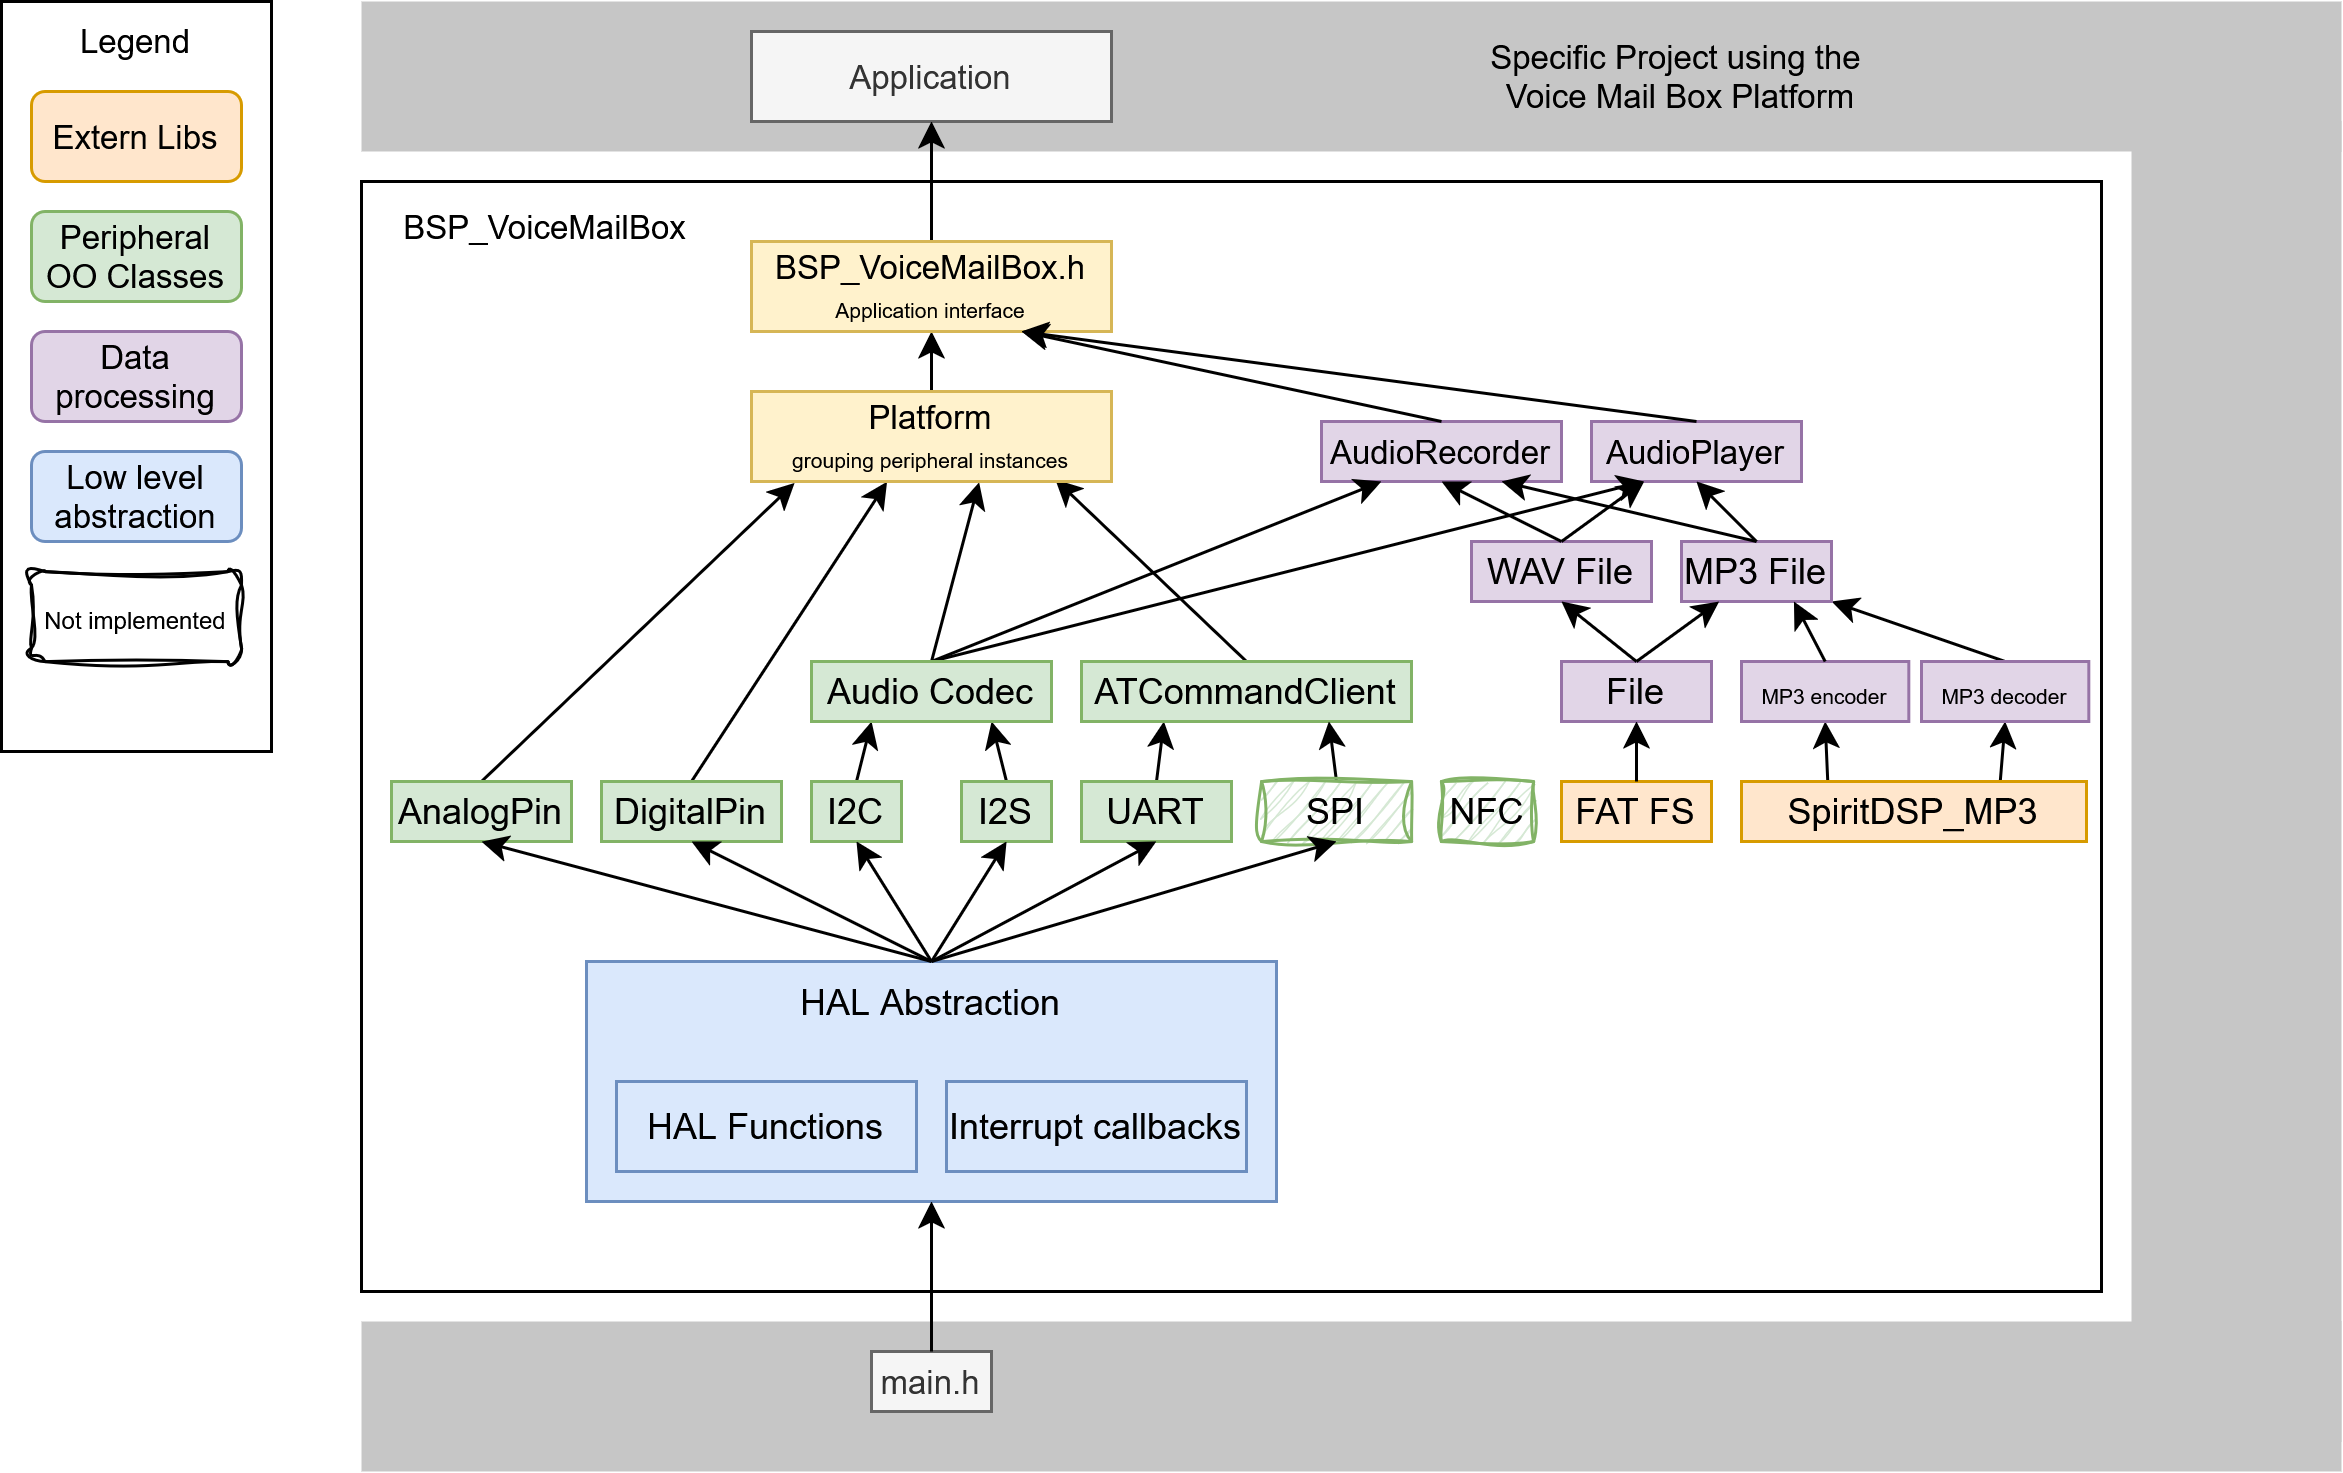 Legend
Extern Libs
Peripheral
OO Classes
Data
processing
Low level
abstraction
Not implemented
Application
Specific Project using the
Voice Mail Box Platform
BSP_VoiceMailBox
BSP_VoiceMailBox.h
Application interface
Platform
grouping peripheral instances
AudioRecorder
AudioPlayer
WAV File
MP3 File
Audio Codec
ATCommandClient
File
MP3 encoder
MP3 decoder
AnalogPin
DigitalPin
I2C
I2S
UART
SPI
NFC
FAT FS
SpiritDSP_MP3
HAL Abstraction
HAL Functions
Interrupt callbacks
main.h